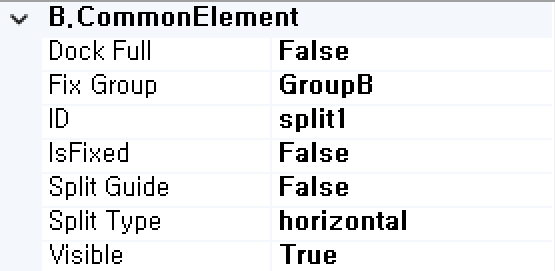 B.CommonElement
Dock Full False
Fix Group GroupB
ID split1
IsFixed False
Split Guide False
Split Type horizontal
Visible True